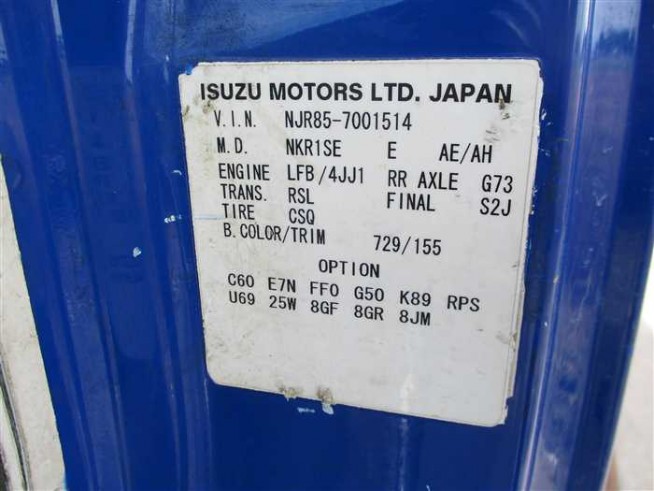 ISUZU MOTORS LTD. JAPAN
V.I.N. NJR85-7001514
M.D. NKR1SE E AE/AH
ENGINE LFB/4JJ1 RR AXLE G73
TRANS. RSL FINAL S2J
TIRE CSQ
B.COLOR/TRIM 729/155
OPTION
C60 E7N FF0 G50 K89 RPS
U69 25W 8GF 8GR 8JM